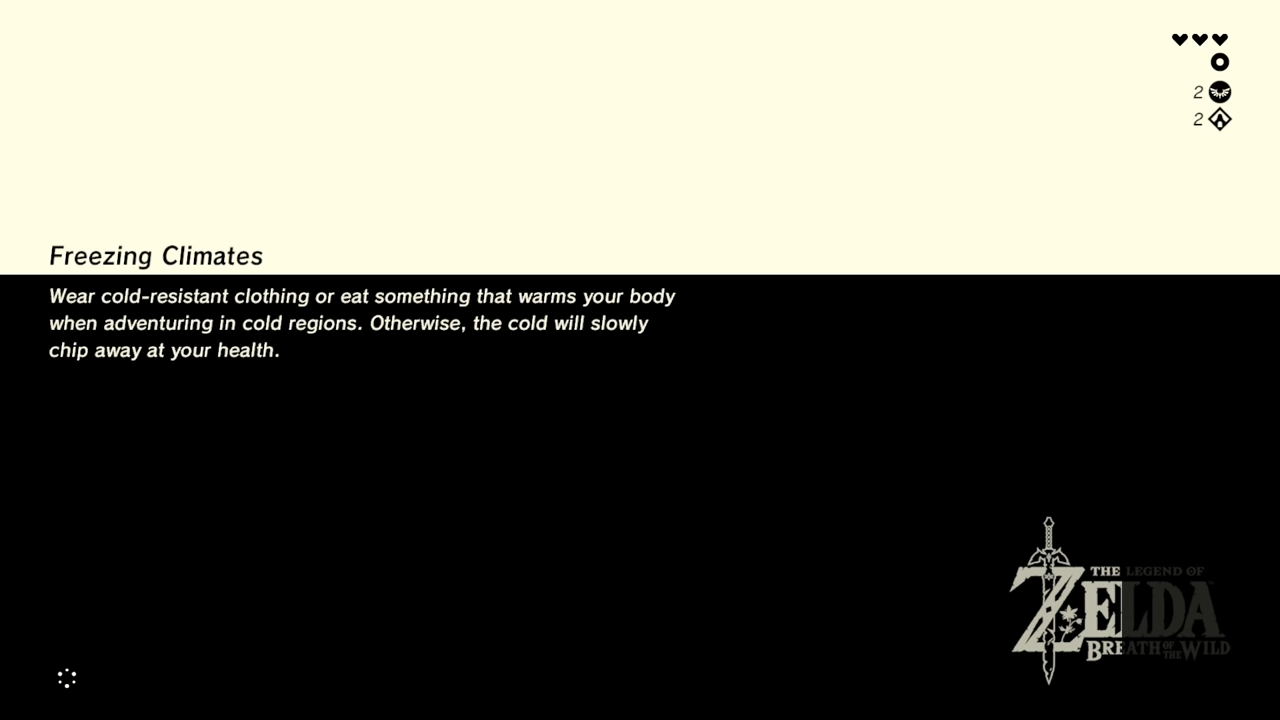 2
2
Freezing Climates
Wear cold-resistant clothing or eat something that warms your body
when adventuring in cold regions. Otherwise, the cold will slowly
chip away at your health.
THE LEGEND OF
ZELDA
BREATH OF THE WILD